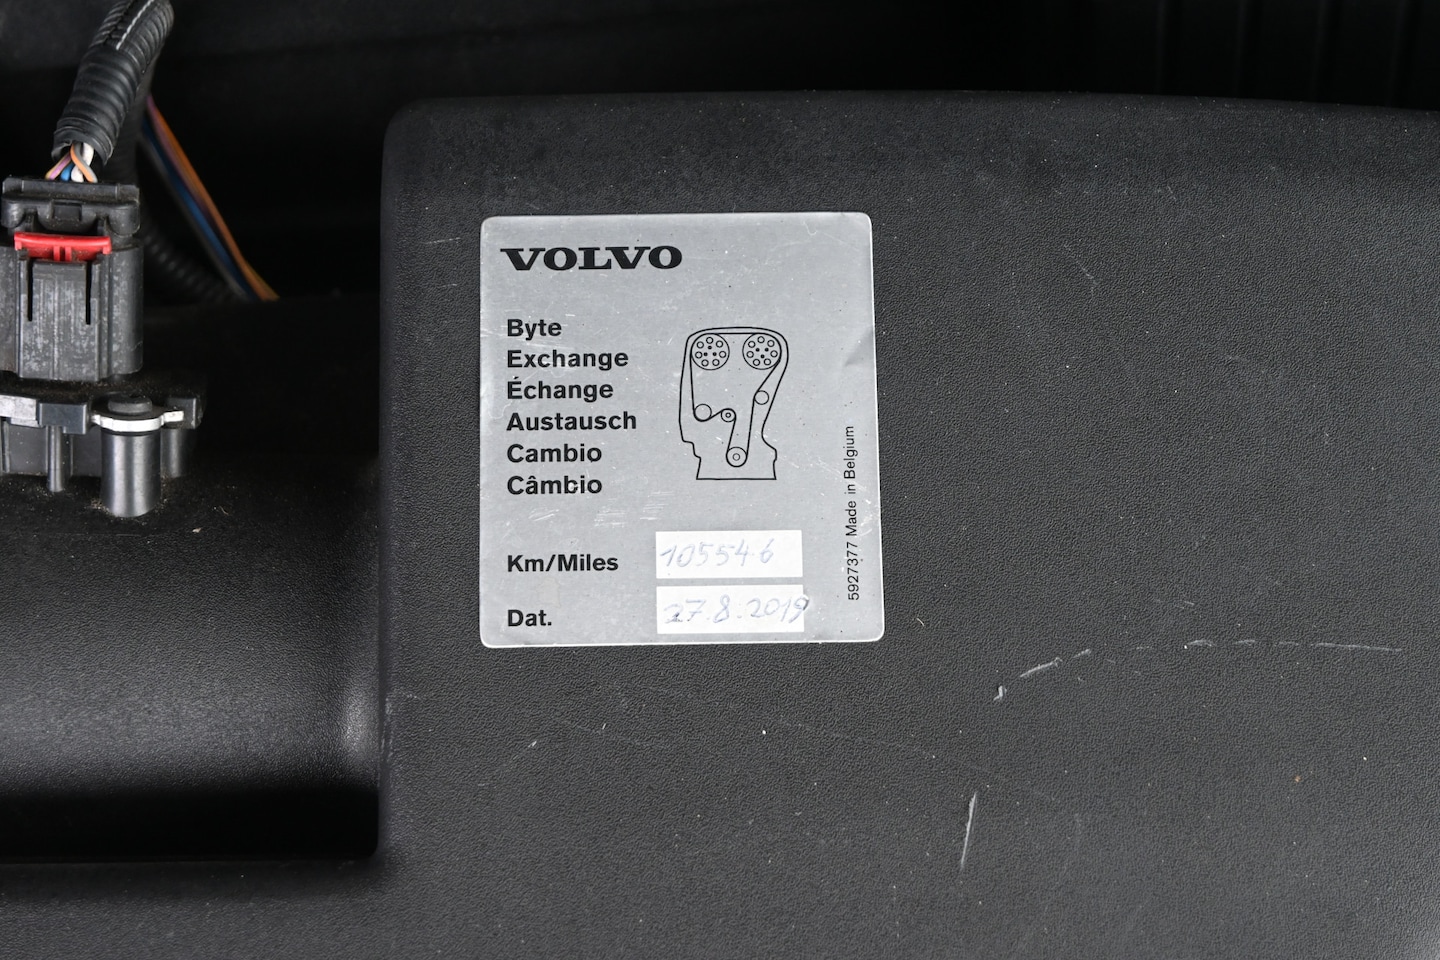 VOLVO
Byte
Exchange
Échange
Austausch
Cambio
Câmbio
Km/Miles 105546
Dat. 27.8.2019
5927377 Made in Belgium